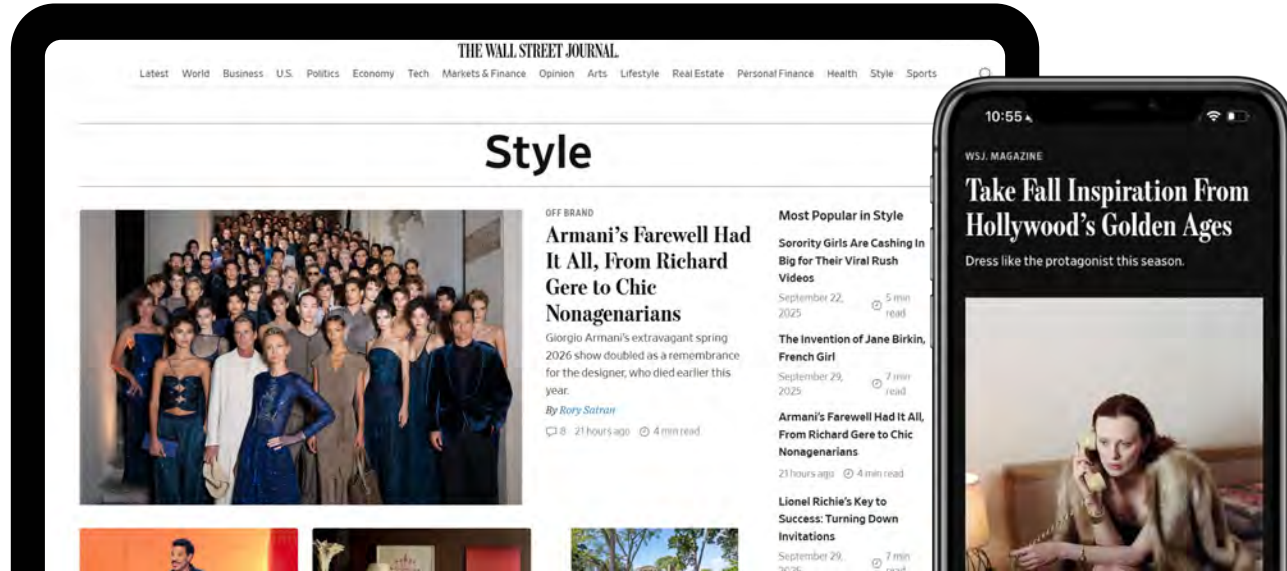 THE WALL STREET JOURNAL.
Latest World Business U.S. Politics Economy Tech Markets & Finance Opinion Arts Lifestyle Real Estate Personal Finance Health Style Sports
Style
OFF BRAND
Armani's Farewell Had
It All, From Richard
Gere to Chic
Nonagenarians
Giorgio Armani's extravagant spring
2026 show doubled as a remembrance
for the designer, who died earlier this
year.
By Rory Satran
8 21 hours ago 4 min read
Most Popular in Style
Sorority Girls Are Cashing In
Big for Their Viral Rush
Videos
September 22,
2025
5 min
read
The Invention of Jane Birkin,
French Girl
September 29,
2025
7 min
read
Armani's Farewell Had It All,
From Richard Gere to Chic
Nonagenarians
21 hours ago 4 min read
Lionel Richie's Key to
Success: Turning Down
Invitations
September 29,
2025
7 min
read
10:55
WSJ. MAGAZINE
Take Fall Inspiration From
Hollywood's Golden Ages
Dress like the protagonist this season.